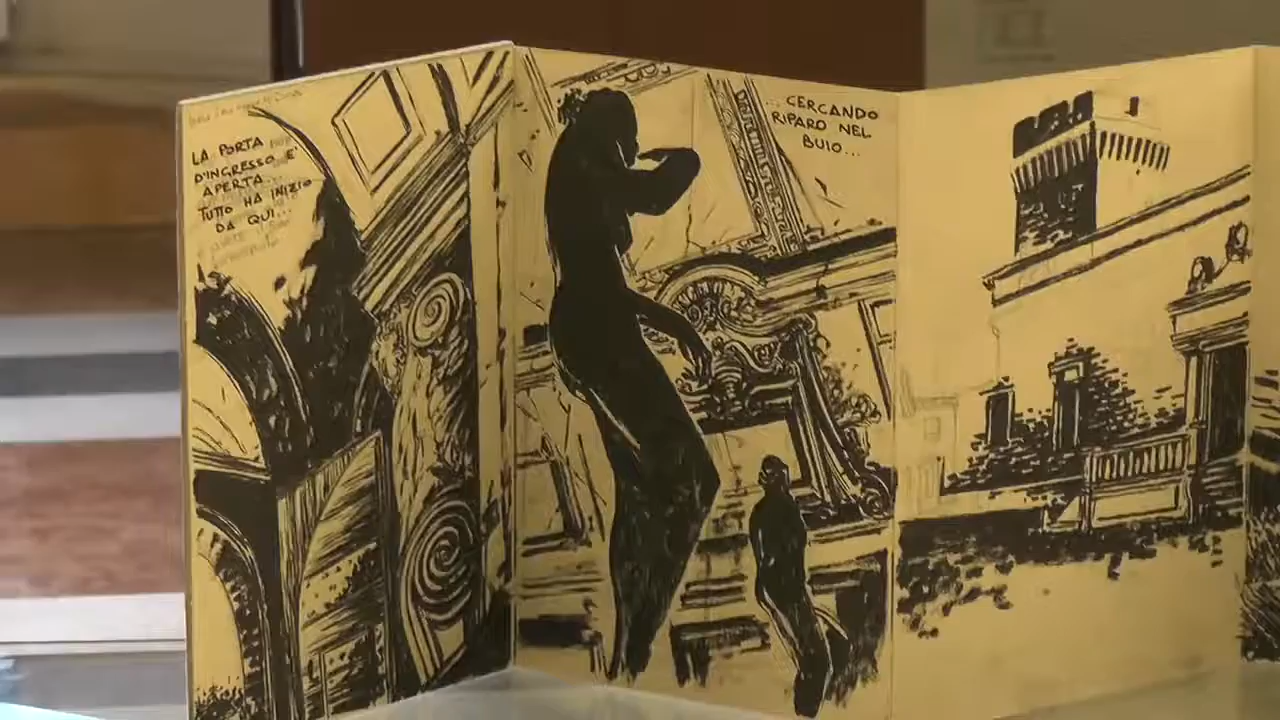 LA PORTA
D'INGRESSO E'
APERTA...
TUTTO HA INIZIO
DA QUI...
... CERCANDO
RIPARO NEL
BUIO...